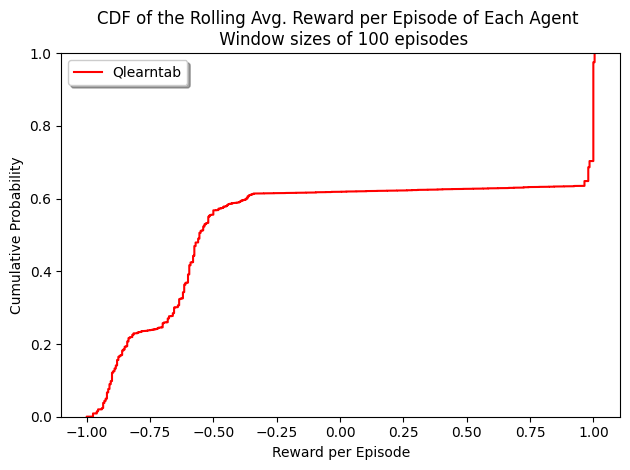 CDF of the Rolling Avg. Reward per Episode of Each Agent
Window sizes of 100 episodes
Qlearntab
1.0
0.8
0.6
0.4
0.2
0.0
Cumulative Probability
−1.00 −0.75 −0.50 −0.25 0.00 0.25 0.50 0.75 1.00
Reward per Episode